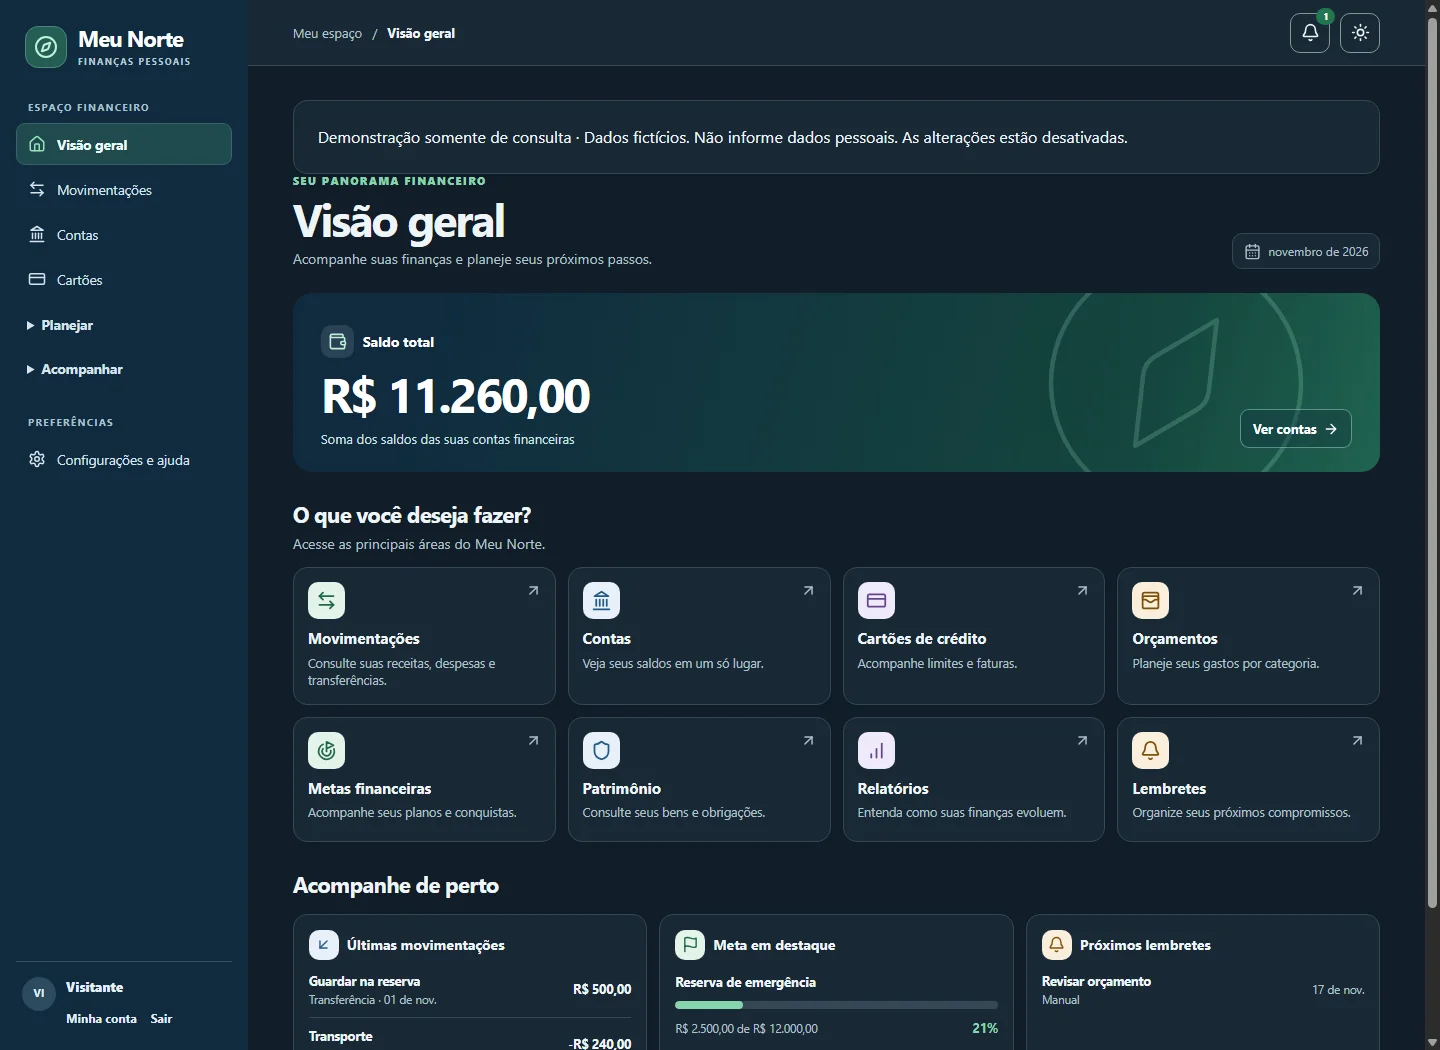 Meu Norte
FINANÇAS PESSOAIS
ESPAÇO FINANCEIRO
Visão geral
Movimentações
Contas
Cartões
Planejar
Acompanhar
PREFERÊNCIAS
Configurações e ajuda
VI
Visitante
Minha conta Sair
Meu espaço / Visão geral
1
Demonstração somente de consulta · Dados fictícios. Não informe dados pessoais. As alterações estão desativadas.
SEU PANORAMA FINANCEIRO
Visão geral
Acompanhe suas finanças e planeje seus próximos passos.
novembro de 2026
Saldo total
R$ 11.260,00
Soma dos saldos das suas contas financeiras
Ver contas
O que você deseja fazer?
Acesse as principais áreas do Meu Norte.
Movimentações
Consulte suas receitas, despesas e
transferências.
Contas
Veja seus saldos em um só lugar.
Cartões de crédito
Acompanhe limites e faturas.
Orçamentos
Planeje seus gastos por categoria.
Metas financeiras
Acompanhe seus planos e conquistas.
Patrimônio
Consulte seus bens e obrigações.
Relatórios
Entenda como suas finanças evoluem.
Lembretes
Organize seus próximos compromissos.
Acompanhe de perto
Últimas movimentações
Guardar na reserva
Transferência · 01 de nov.
R$ 500,00
Transporte
-R$ 240,00
Meta em destaque
Reserva de emergência
R$ 2.500,00 de R$ 12.000,00
21%
Próximos lembretes
Revisar orçamento
Manual
17 de nov.